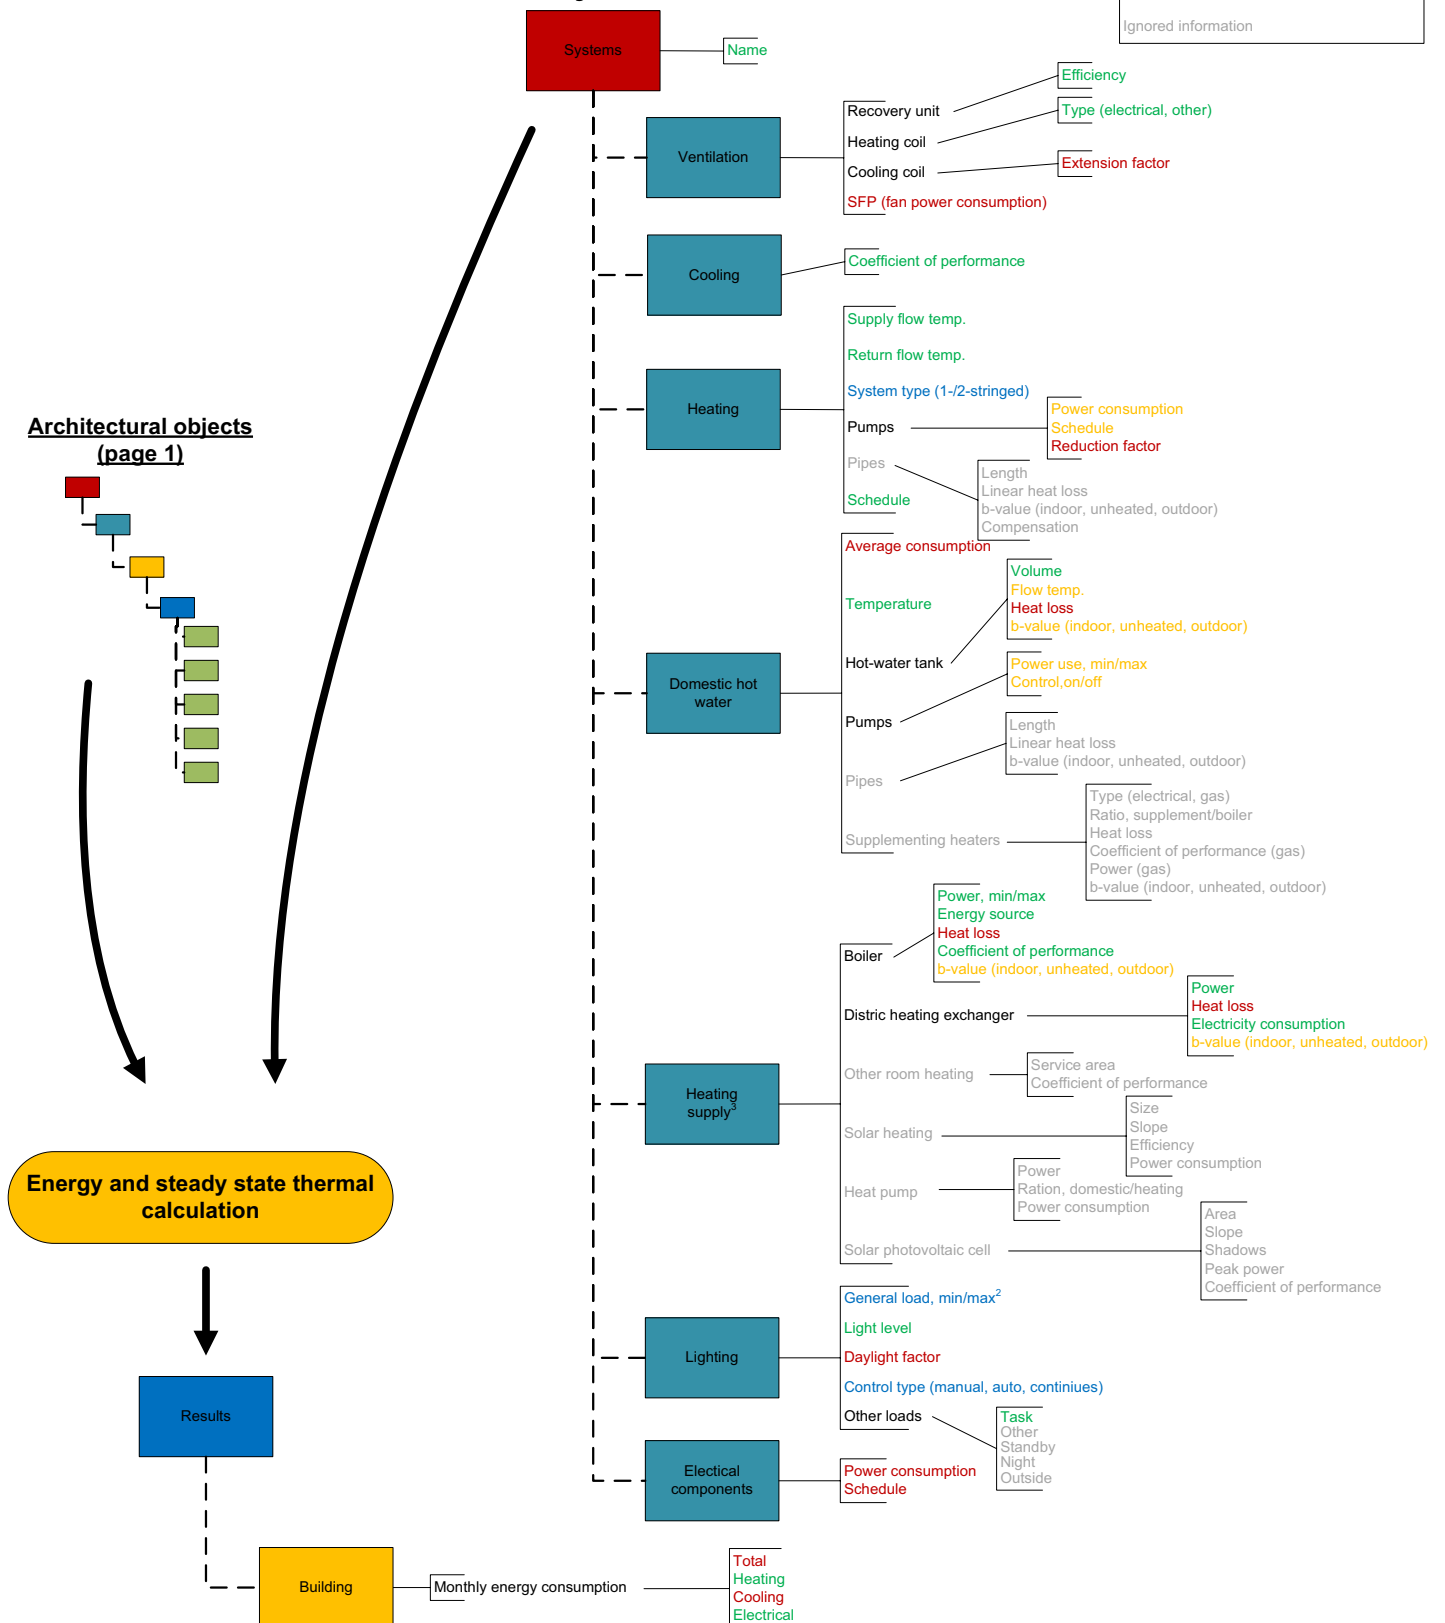 Ignored information
Systems
Name
Efficiency
Recovery unit
Type (electrical, other)
Heating coil
Ventilation
Cooling coil
Extension factor
SFP (fan power consumption)
Cooling
Coefficient of performance
Supply flow temp.
Return flow temp.
System type (1-/2-stringed)
Heating
Pumps
Power consumption
Schedule
Reduction factor
Pipes
Length
Linear heat loss
b-value (indoor, unheated, outdoor)
Compensation
Schedule
Architectural objects
(page 1)
Average consumption
Temperature
Hot-water tank
Volume
Flow temp.
Heat loss
b-value (indoor, unheated, outdoor)
Domestic hot
water
Pumps
Power use, min/max
Control,on/off
Pipes
Length
Linear heat loss
b-value (indoor, unheated, outdoor)
Supplementing heaters
Type (electrical, gas)
Ratio, supplement/boiler
Heat loss
Coefficient of performance (gas)
Power (gas)
b-value (indoor, unheated, outdoor)
Boiler
Power, min/max
Energy source
Heat loss
Coefficient of performance
b-value (indoor, unheated, outdoor)
Distric heating exchanger
Power
Heat loss
Electricity consumption
b-value (indoor, unheated, outdoor)
Other room heating
Service area
Coefficient of performance
Heating
supply³
Solar heating
Size
Slope
Efficiency
Power consumption
Heat pump
Power
Ration, domestic/heating
Power consumption
Solar photovoltaic cell
Area
Slope
Shadows
Peak power
Coefficient of performance
Energy and steady state thermal
calculation
General load, min/max²
Light level
Lighting
Daylight factor
Control type (manual, auto, continiues)
Other loads
Task
Other
Standby
Night
Outside
Results
Electical
components
Power consumption
Schedule
Building
Monthly energy consumption
Total
Heating
Cooling
Electrical